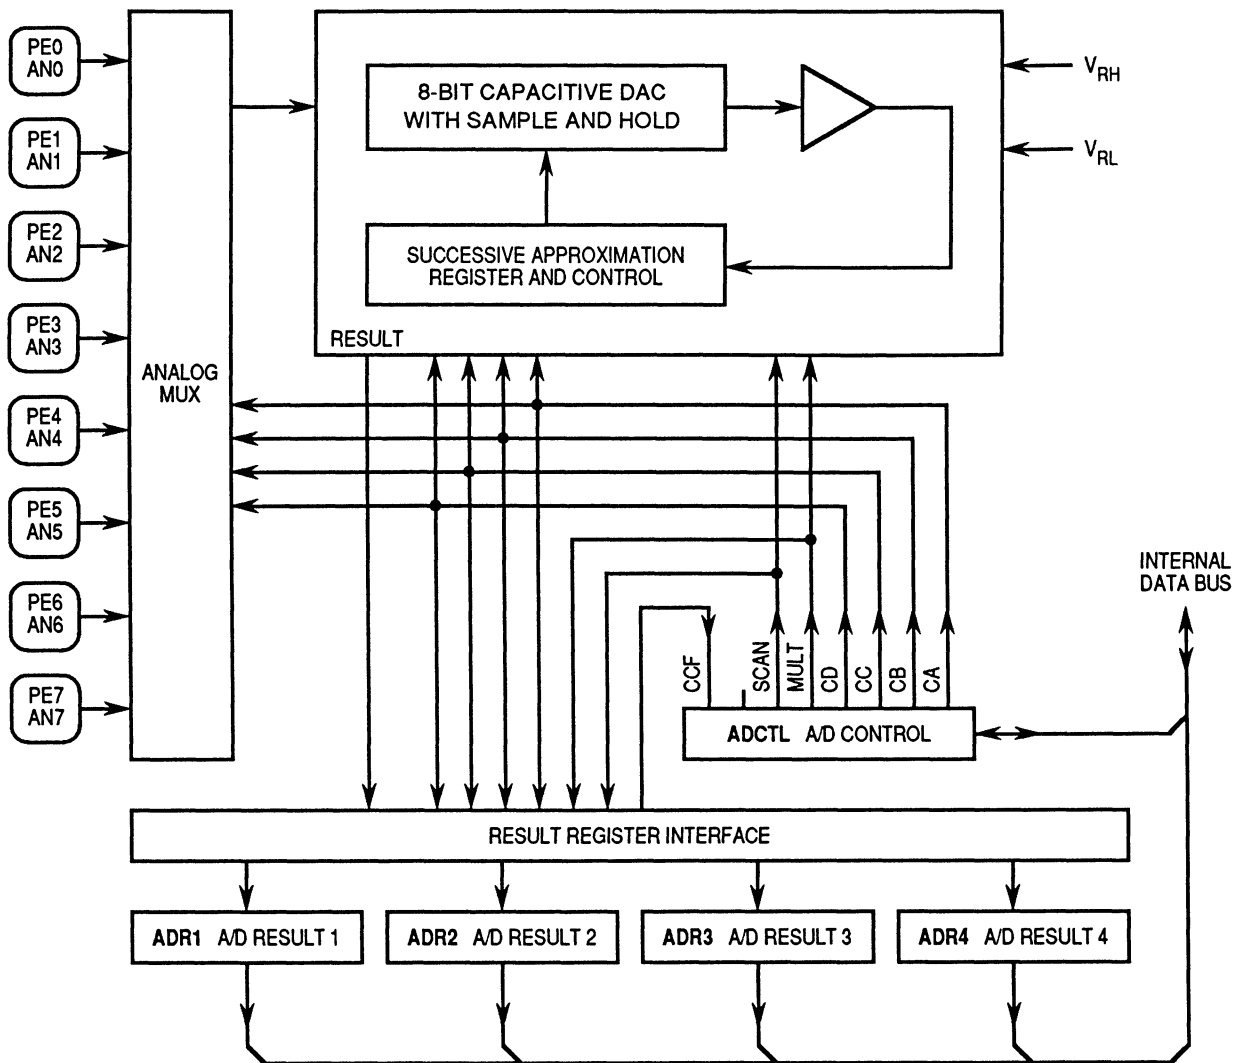 PE0
AN0
PE1
AN1
PE2
AN2
PE3
AN3
PE4
AN4
PE5
AN5
PE6
AN6
PE7
AN7
ANALOG
MUX
8-BIT CAPACITIVE DAC
WITH SAMPLE AND HOLD
SUCCESSIVE APPROXIMATION
REGISTER AND CONTROL
RESULT
VRH
VRL
INTERNAL
DATA BUS
CCF
SCAN
MULT
CD
CC
CB
CA
ADCTL A/D CONTROL
RESULT REGISTER INTERFACE
ADR1 A/D RESULT 1
ADR2 A/D RESULT 2
ADR3 A/D RESULT 3
ADR4 A/D RESULT 4